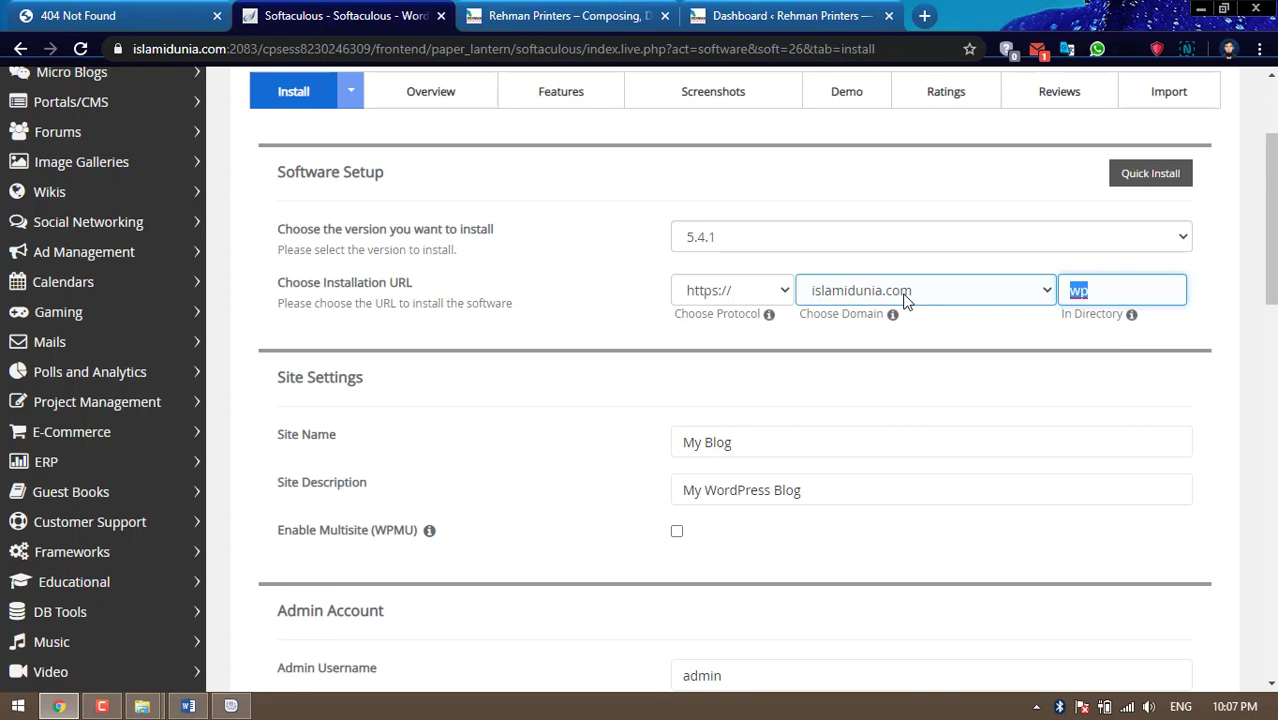 404 Not Found
Softaculous - Softaculous - Word
Rehman Printers – Composing, D
Dashboard ‹ Rehman Printers —
islamidunia.com:2083/cpsess8230246309/frontend/paper_lantern/softaculous/index.live.php?act=software&soft=26&tab=install
0
1
Micro Blogs
Portals/CMS
Forums
Image Galleries
Wikis
Social Networking
Ad Management
Calendars
Gaming
Mails
Polls and Analytics
Project Management
E-Commerce
ERP
Guest Books
Customer Support
Frameworks
Educational
DB Tools
Music
Video
Install
Overview
Features
Screenshots
Demo
Ratings
Reviews
Import
Software Setup
Quick Install
Choose the version you want to install
Please select the version to install.
5.4.1
Choose Installation URL
Please choose the URL to install the software
https://
islamidunia.com
wp
Choose Protocol
Choose Domain
In Directory
Site Settings
Site Name
My Blog
Site Description
My WordPress Blog
Enable Multisite (WPMU)
Admin Account
Admin Username
admin
ENG
10:07 PM